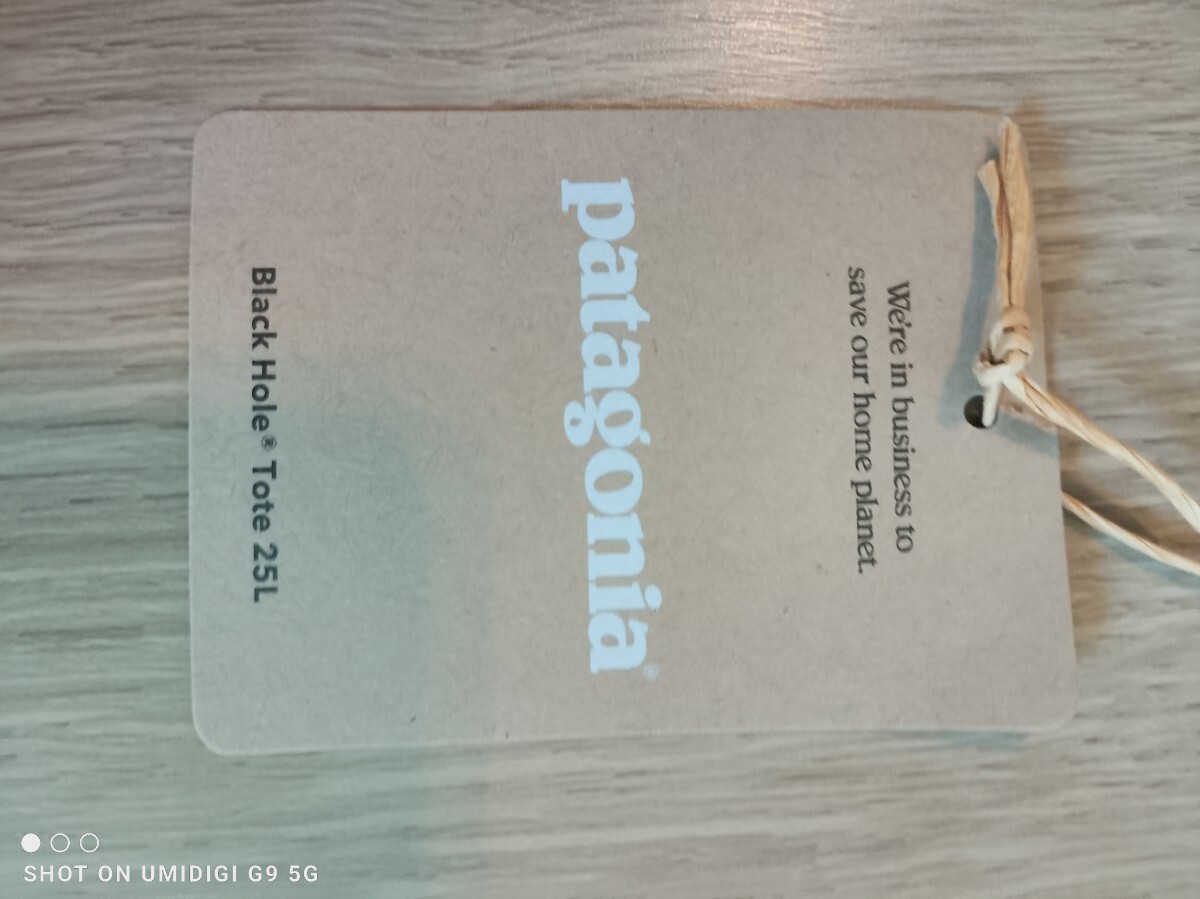 We're in business to
save our home planet.
patagonia®
Black Hole® Tote 25L
SHOT ON UMIDIGI G9 5G